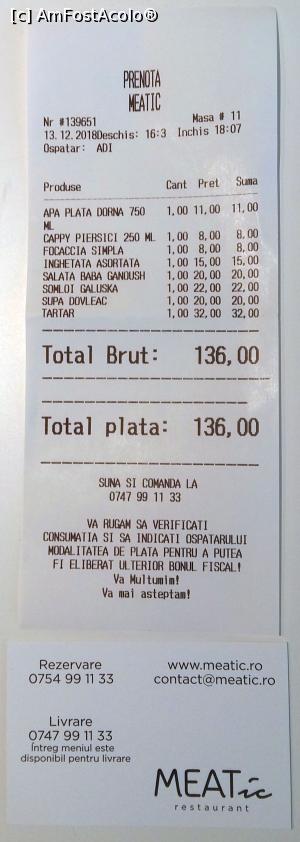 [c] AmFostAcolo®
PRENOTA
MEATIC
Nr #139651 Masa # 11
13.12.2018Deschis: 16:3 Inchis 18:07
Ospatar: ADI
Produse Cant Pret Suma
APA PLATA DORNA 750 1,00 11,00 11,00
ML
CAPPY PIERSICI 250 ML 1,00 8,00 8,00
FOCACCIA SIMPLA 1,00 8,00 8,00
INGHETATA ASORTATA 1,00 15,00 15,00
SALATA BABA GANOUSH 1,00 20,00 20,00
SOMLOI GALUSKA 1,00 22,00 22,00
SUPA DOVLEAC 1,00 20,00 20,00
TARTAR 1,00 32,00 32,00
Total Brut: 136,00
Total plata: 136,00
SUNA SI COMANDA LA
0747 99 11 33
VA RUGAM SA VERIFICATI
CONSUMATIA SI SA INDICATI OSPATARULUI
MODALITATEA DE PLATA PENTRU A PUTEA
FI ELIBERAT ULTERIOR BONUL FISCAL!
Va Multumim!
Va mai asteptam!
Rezervare
0754 99 11 33
www.meatic.ro
contact@meatic.ro
Livrare
0747 99 11 33
Întreg meniul este
disponibil pentru livrare
MEATic
restaurant